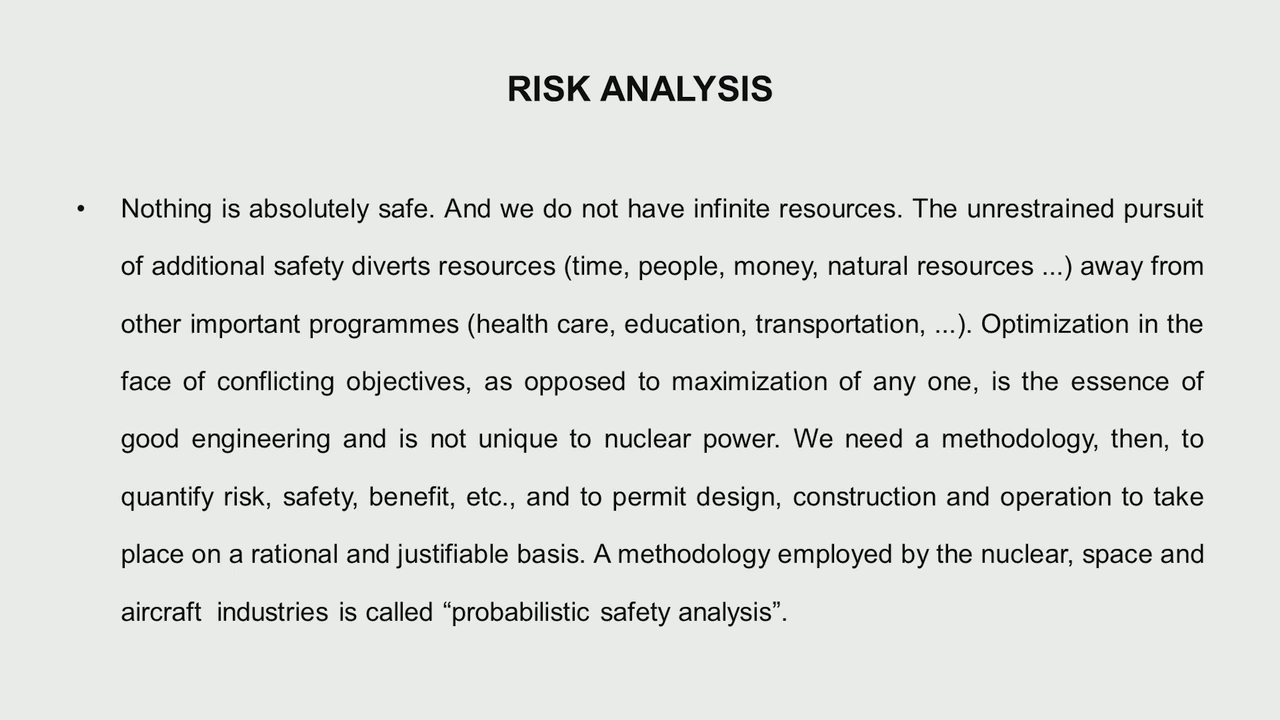 RISK ANALYSIS
• Nothing is absolutely safe. And we do not have infinite resources. The unrestrained pursuit
of additional safety diverts resources (time, people, money, natural resources ...) away from
other important programmes (health care, education, transportation, ...). Optimization in the
face of conflicting objectives, as opposed to maximization of any one, is the essence of
good engineering and is not unique to nuclear power. We need a methodology, then, to
quantify risk, safety, benefit, etc., and to permit design, construction and operation to take
place on a rational and justifiable basis. A methodology employed by the nuclear, space and
aircraft  industries is called “probabilistic safety analysis”.